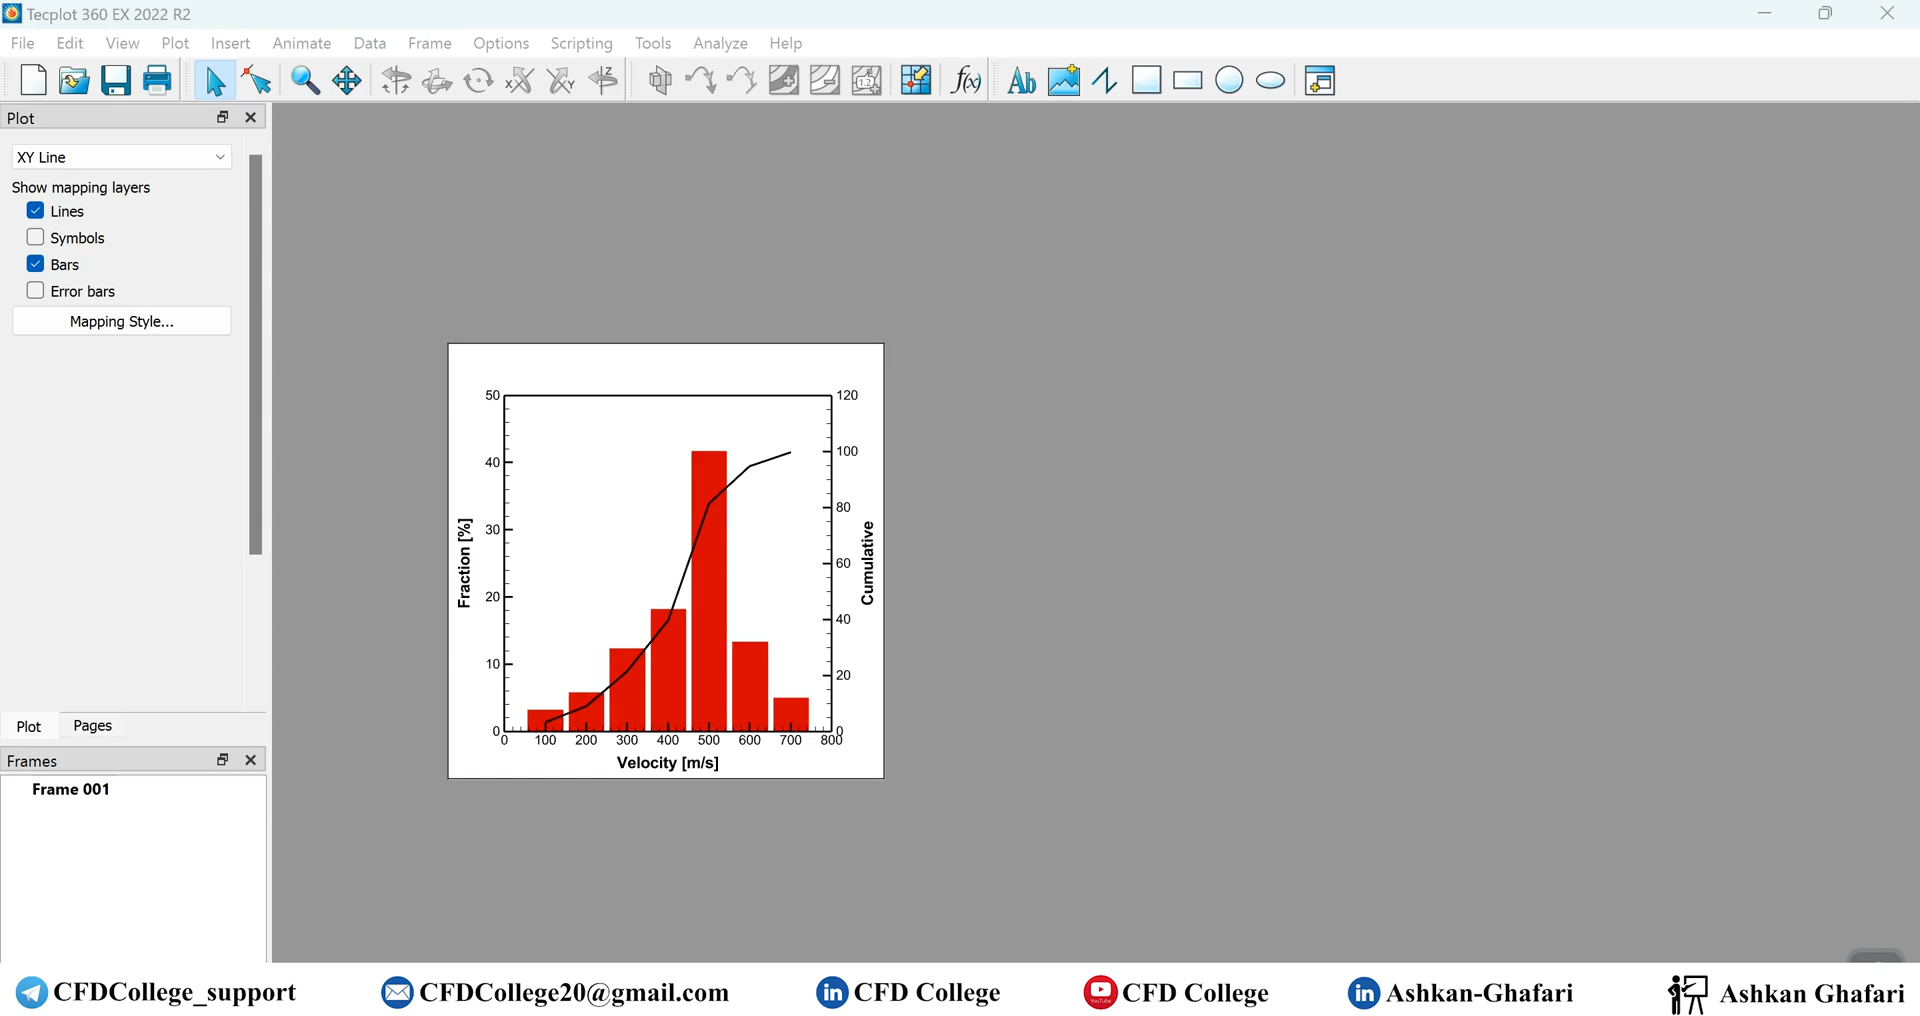 Tecplot 360 EX 2022 R2
File Edit View Plot Insert Animate Data Frame Options Scripting Tools Analyze Help
Plot
XY Line
Show mapping layers
Lines
Symbols
Bars
Error bars
Mapping Style...
Plot Pages
Frames
Frame 001
50
40
30
20
10
0
Fraction [%]
120
100
80
60
40
20
0
Cumulative
0 100 200 300 400 500 600 700 800
Velocity [m/s]
CFDCollege_support CFDCollege20@gmail.com CFD College CFD College Ashkan-Ghafari Ashkan Ghafari